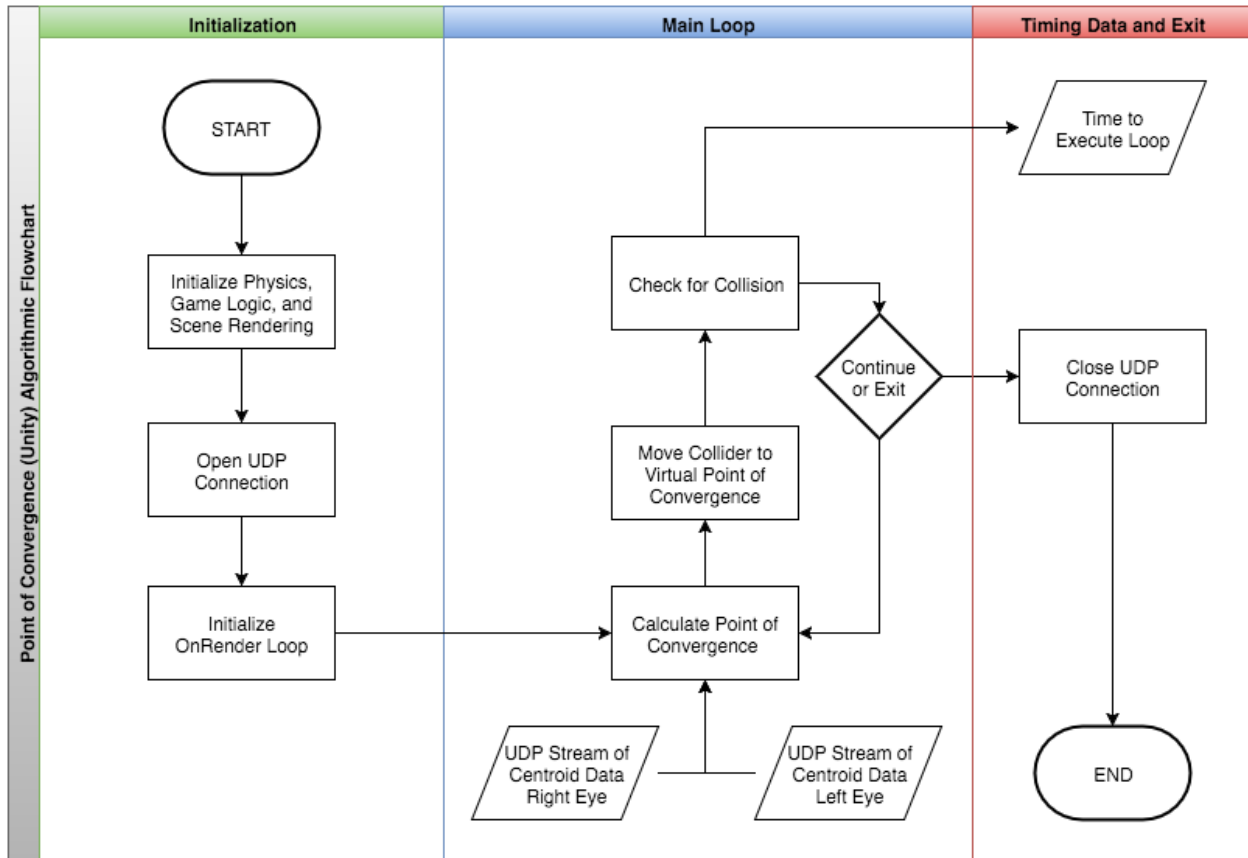 Point of Convergence (Unity) Algorithmic Flowchart
Initialization
Main Loop
Timing Data and Exit
START
Initialize Physics,
Game Logic, and
Scene Rendering
Open UDP
Connection
Initialize
OnRender Loop
Check for Collision
Continue
or Exit
Move Collider to
Virtual Point of
Convergence
Calculate Point of
Convergence
UDP Stream of
Centroid Data
Right Eye
UDP Stream of
Centroid Data
Left Eye
Time to
Execute Loop
Close UDP
Connection
END